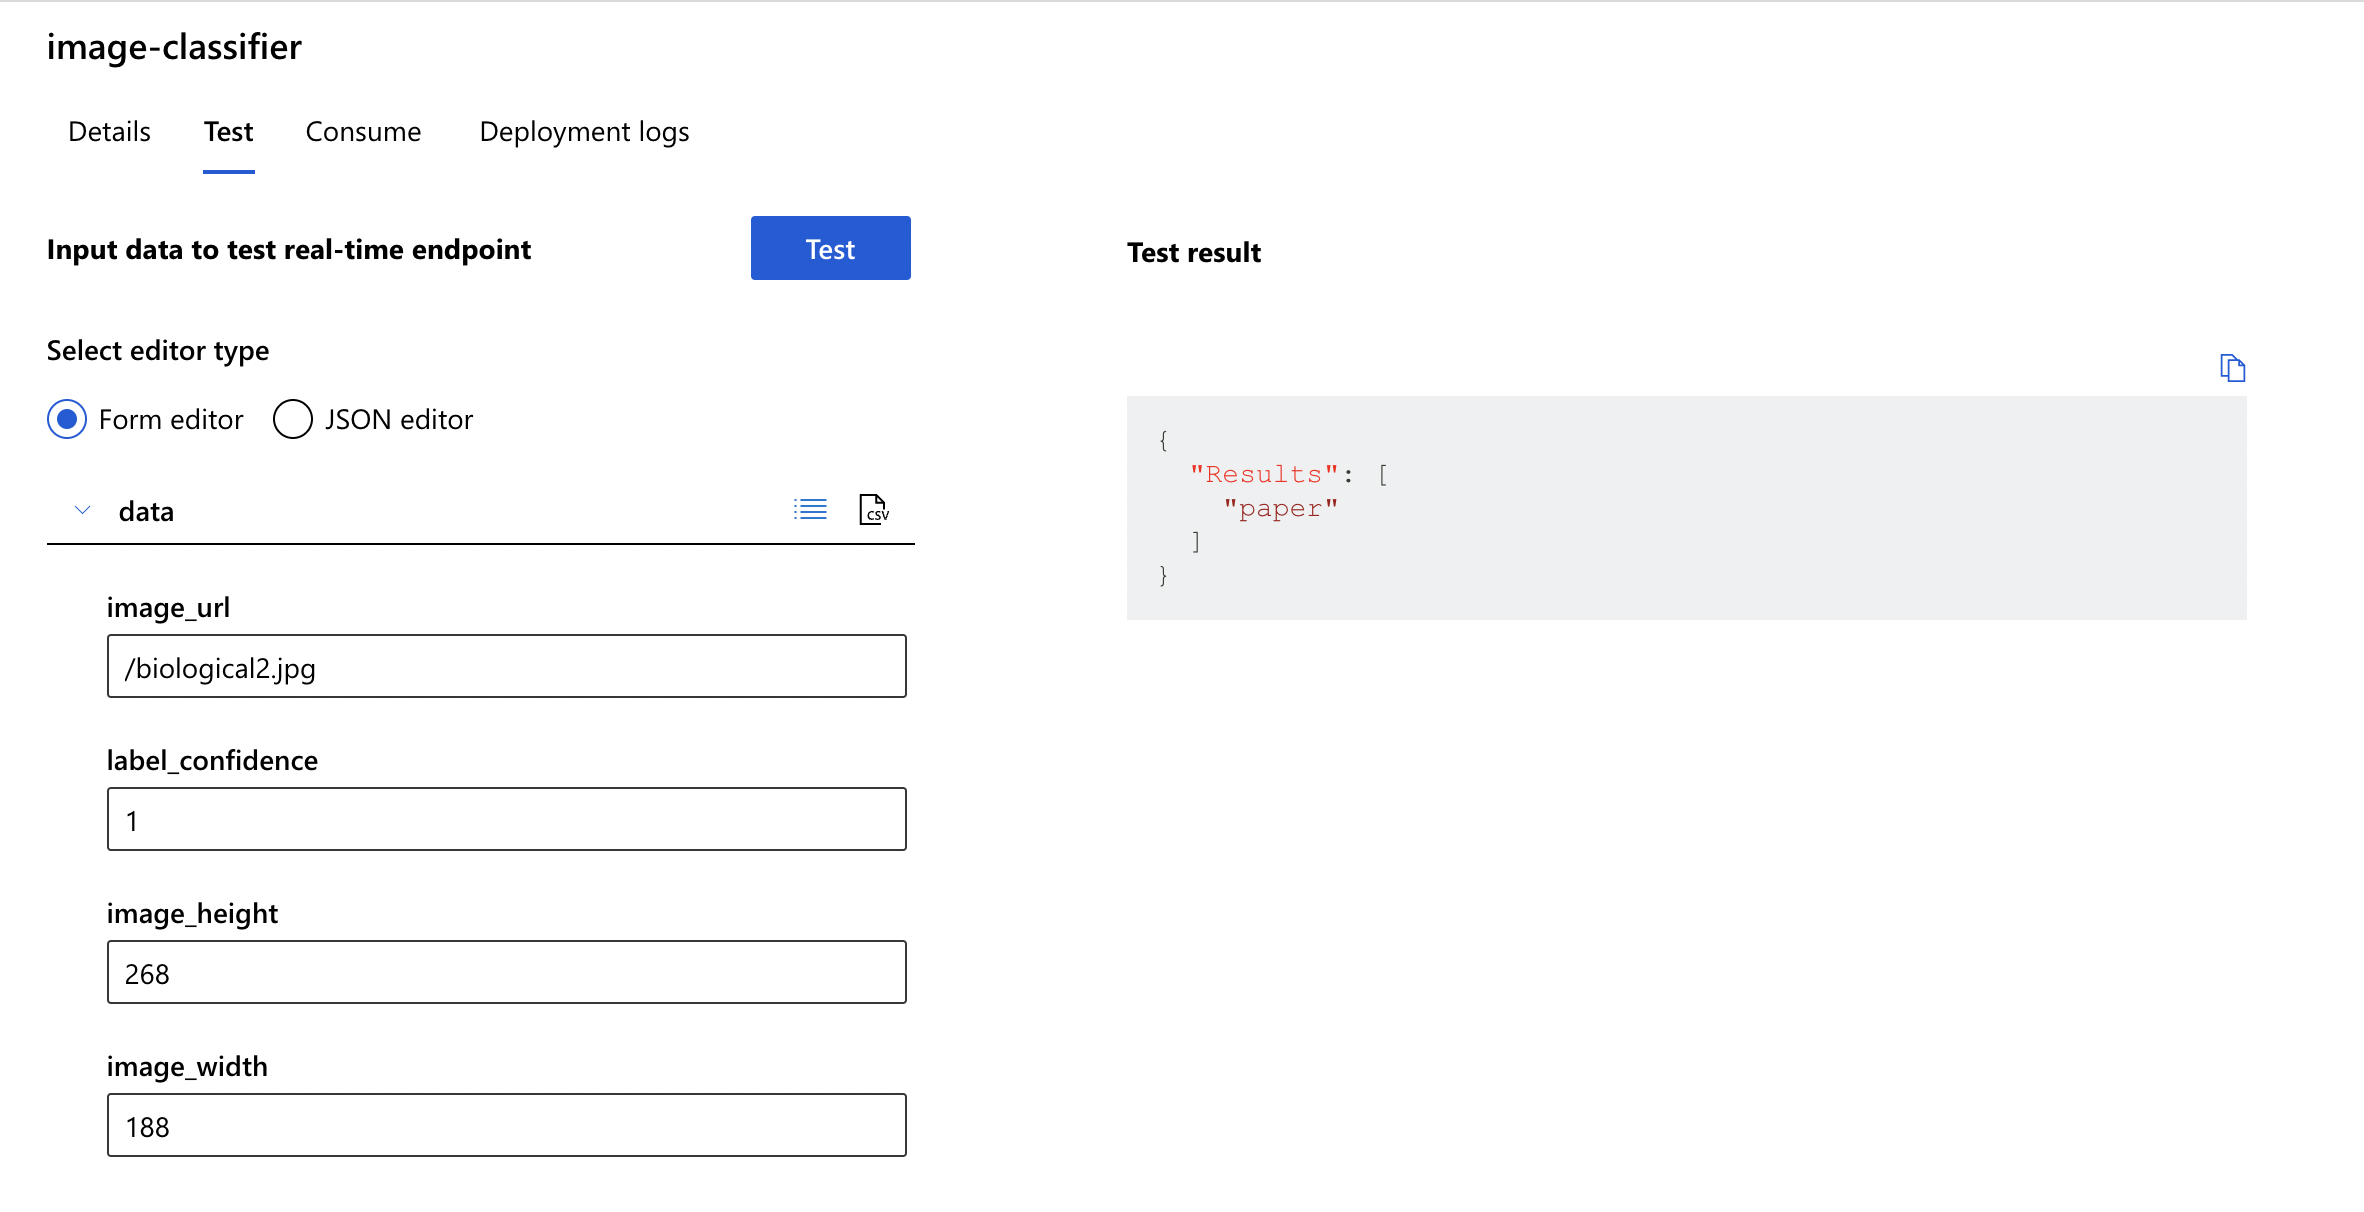 image-classifier
Details Test Consume Deployment logs
Input data to test real-time endpoint
Test
Select editor type
Form editor JSON editor
data
CSV
image_url
/biological2.jpg
label_confidence
1
image_height
268
image_width
188
Test result
{
"Results": [
"paper"
]
}